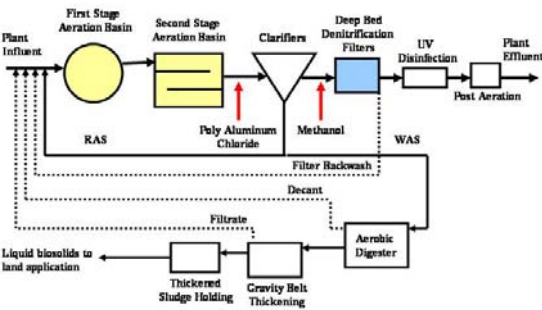 First Stage
Aeration Basin
Second Stage
Aeration Basin
Clarifiers
Deep Bed
Denitrification
Filters
UV
Disinfection
Plant
Effluent
Plant
Influent
Post Aeration
Poly Aluminum
Chloride
Methanol
RAS
WAS
Filter Backwash
Decant
Filtrate
Aerobic
Digester
Liquid biosolids to
land application
Thickened
Sludge Holding
Gravity Belt
Thickening